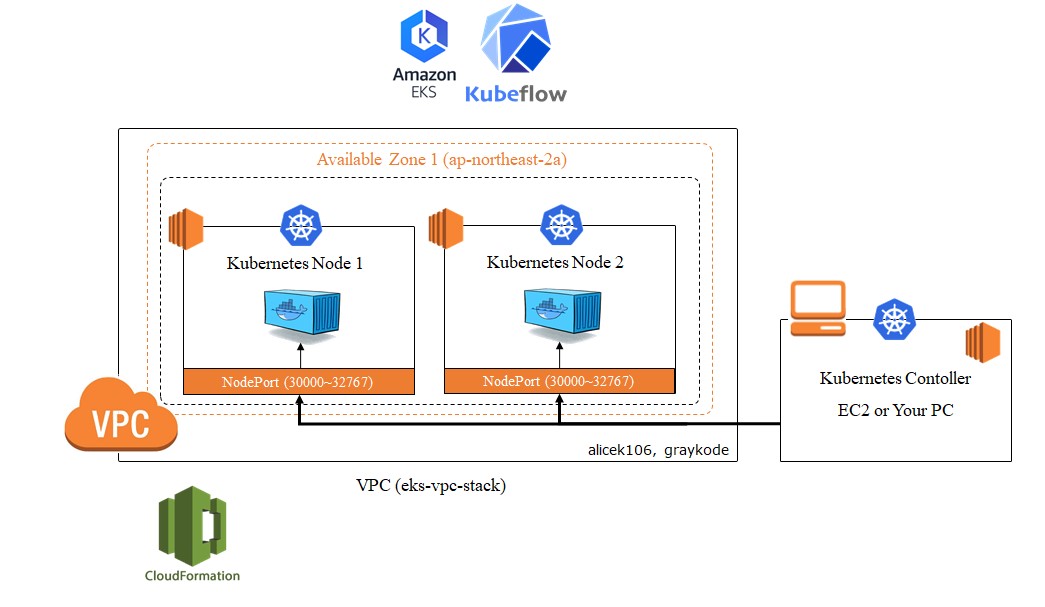 Amazon
EKS
Kubeflow
Available Zone 1 (ap-northeast-2a)
Kubernetes Node 1
Kubernetes Node 2
NodePort (30000~32767)
NodePort (30000~32767)
Kubernetes Contoller
EC2 or Your PC
VPC
alicek106, graykode
VPC (eks-vpc-stack)
CloudFormation